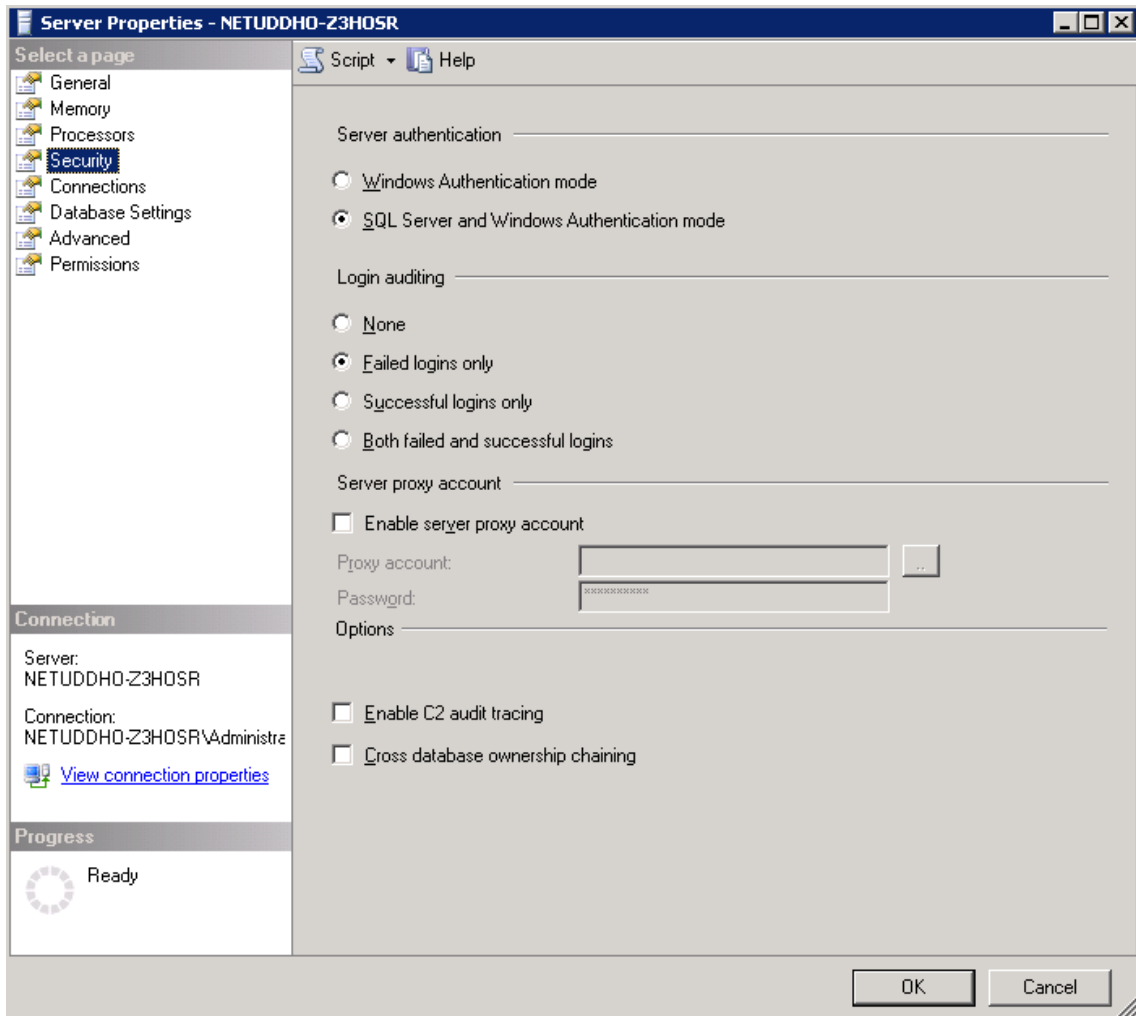 Server Properties - NETUDDHO-Z3HOSR
Select a page
General
Memory
Processors
Security
Connections
Database Settings
Advanced
Permissions
Script Help
Server authentication
Windows Authentication mode
SQL Server and Windows Authentication mode
Login auditing
None
Failed logins only
Successful logins only
Both failed and successful logins
Server proxy account
Enable server proxy account
Proxy account:
..
Password:
**********
Options
Enable C2 audit tracing
Cross database ownership chaining
Connection
Server:
NETUDDHO-Z3HOSR
Connection:
NETUDDHO-Z3HOSR\Administra
View connection properties
Progress
Ready
OK Cancel